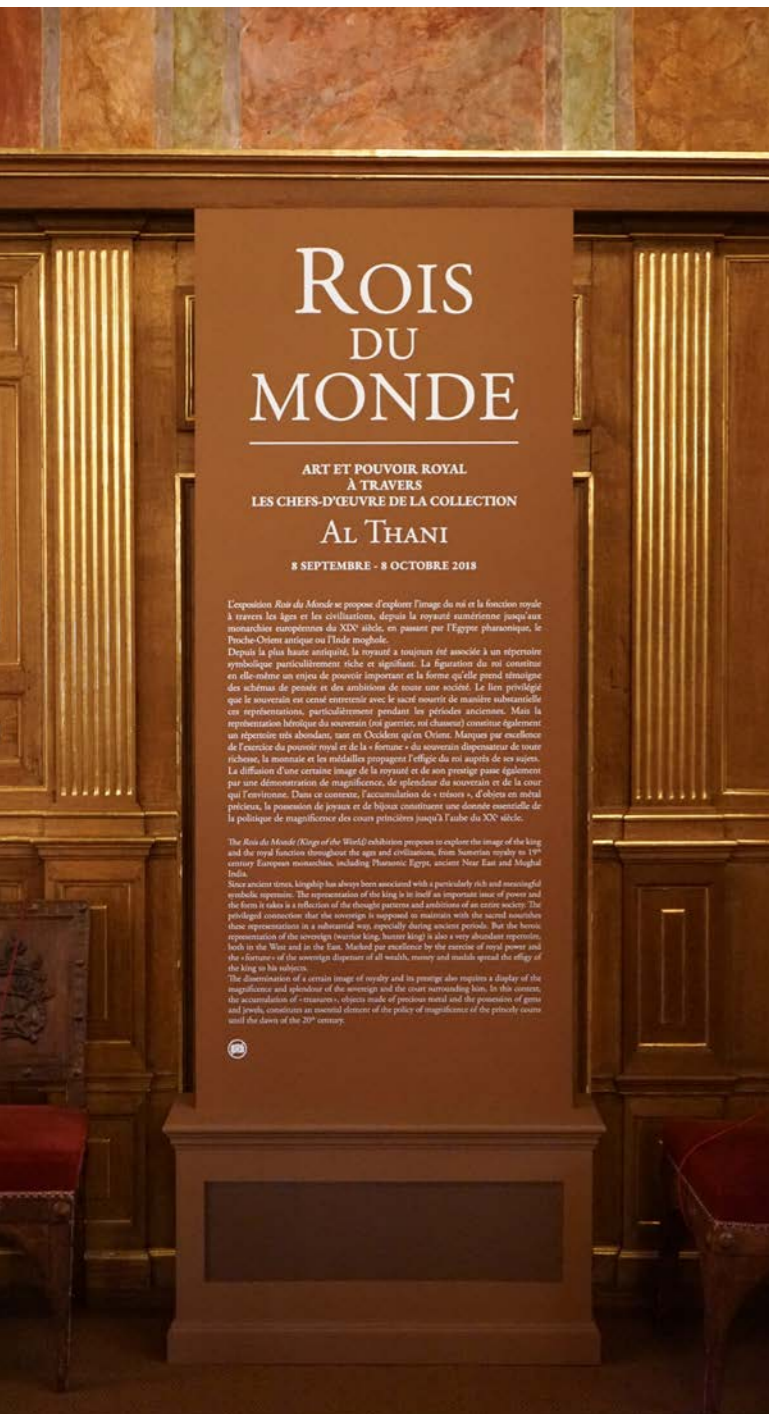 ROIS
DU
MONDE
ART ET POUVOIR ROYAL
À TRAVERS
LES CHEFS-D'ŒUVRE DE LA COLLECTION
AL THANI
8 SEPTEMBRE - 8 OCTOBRE 2018
L'exposition Rois du Monde se propose d'explorer l'image du roi et la fonction royale
à travers les âges et les civilisations, depuis la royauté sumérienne jusqu'aux
monarchies européennes du XIXe siècle, en passant par l'Egypte pharaonique, le
Proche-Orient antique ou l'Inde moghole.
Depuis la plus haute antiquité, la royauté a toujours été associée à un répertoire
symbolique particulièrement riche et signifiant. La figuration du roi constitue
en elle-même un enjeu de pouvoir important et la forme qu'elle prend témoigne
des schémas de pensée et des ambitions de toute une société. Le lien privilégié
que le souverain est censé entretenir avec le sacré nourrit de manière substantielle
ces représentations, particulièrement pendant les périodes anciennes. Mais la
représentation héroïque du souverain (roi guerrier, roi chasseur) constitue également
un répertoire très abondant, tant en Occident qu'en Orient. Marques par excellence
de l'exercice du pouvoir royal et de la « fortune » du souverain dispensateur de toute
richesse, la monnaie et les médailles propagent l'effigie du roi auprès de ses sujets.
La diffusion d'une certaine image de la royauté et de son prestige passe également
par une démonstration de magnificence, de splendeur du souverain et de la cour
qui l'environne. Dans ce contexte, l'accumulation de « trésors », d'objets en métal
précieux, la possession de joyaux et de bijoux constituent une donnée essentielle de
la politique de magnificence des cours princières jusqu'à l'aube du XXe siècle.
The Rois du Monde (Kings of the World) exhibition proposes to explore the image of the king
and the royal function throughout the ages and civilizations, from Sumerian royalty to 19th
century European monarchies, including Pharaonic Egypt, ancient Near East and Mughal
India.
Since ancient times, kingship has always been associated with a particularly rich and meaningful
symbolic repertoire. The representation of the king is in itself an important issue of power and
the form it takes is a reflection of the thought patterns and ambitions of an entire society. The
privileged connection that the sovereign is supposed to maintain with the sacred nourishes
these representations in a substantial way, especially during ancient periods. But the heroic
representation of the sovereign (warrior king, hunter king) is also a very abundant repertoire,
both in the West and in the East. Marked par excellence by the exercise of royal power and
the «fortune» of the sovereign dispenser of all wealth, money and medals spread the effigy of
the king to his subjects.
The dissemination of a certain image of royalty and its prestige also requires a display of the
magnificence and splendour of the sovereign and the court surrounding him. In this context,
the accumulation of «treasures», objects made of precious metal and the possession of gems
and jewels, constitutes an essential element of the policy of magnificence of the princely courts
until the dawn of the 20th century.